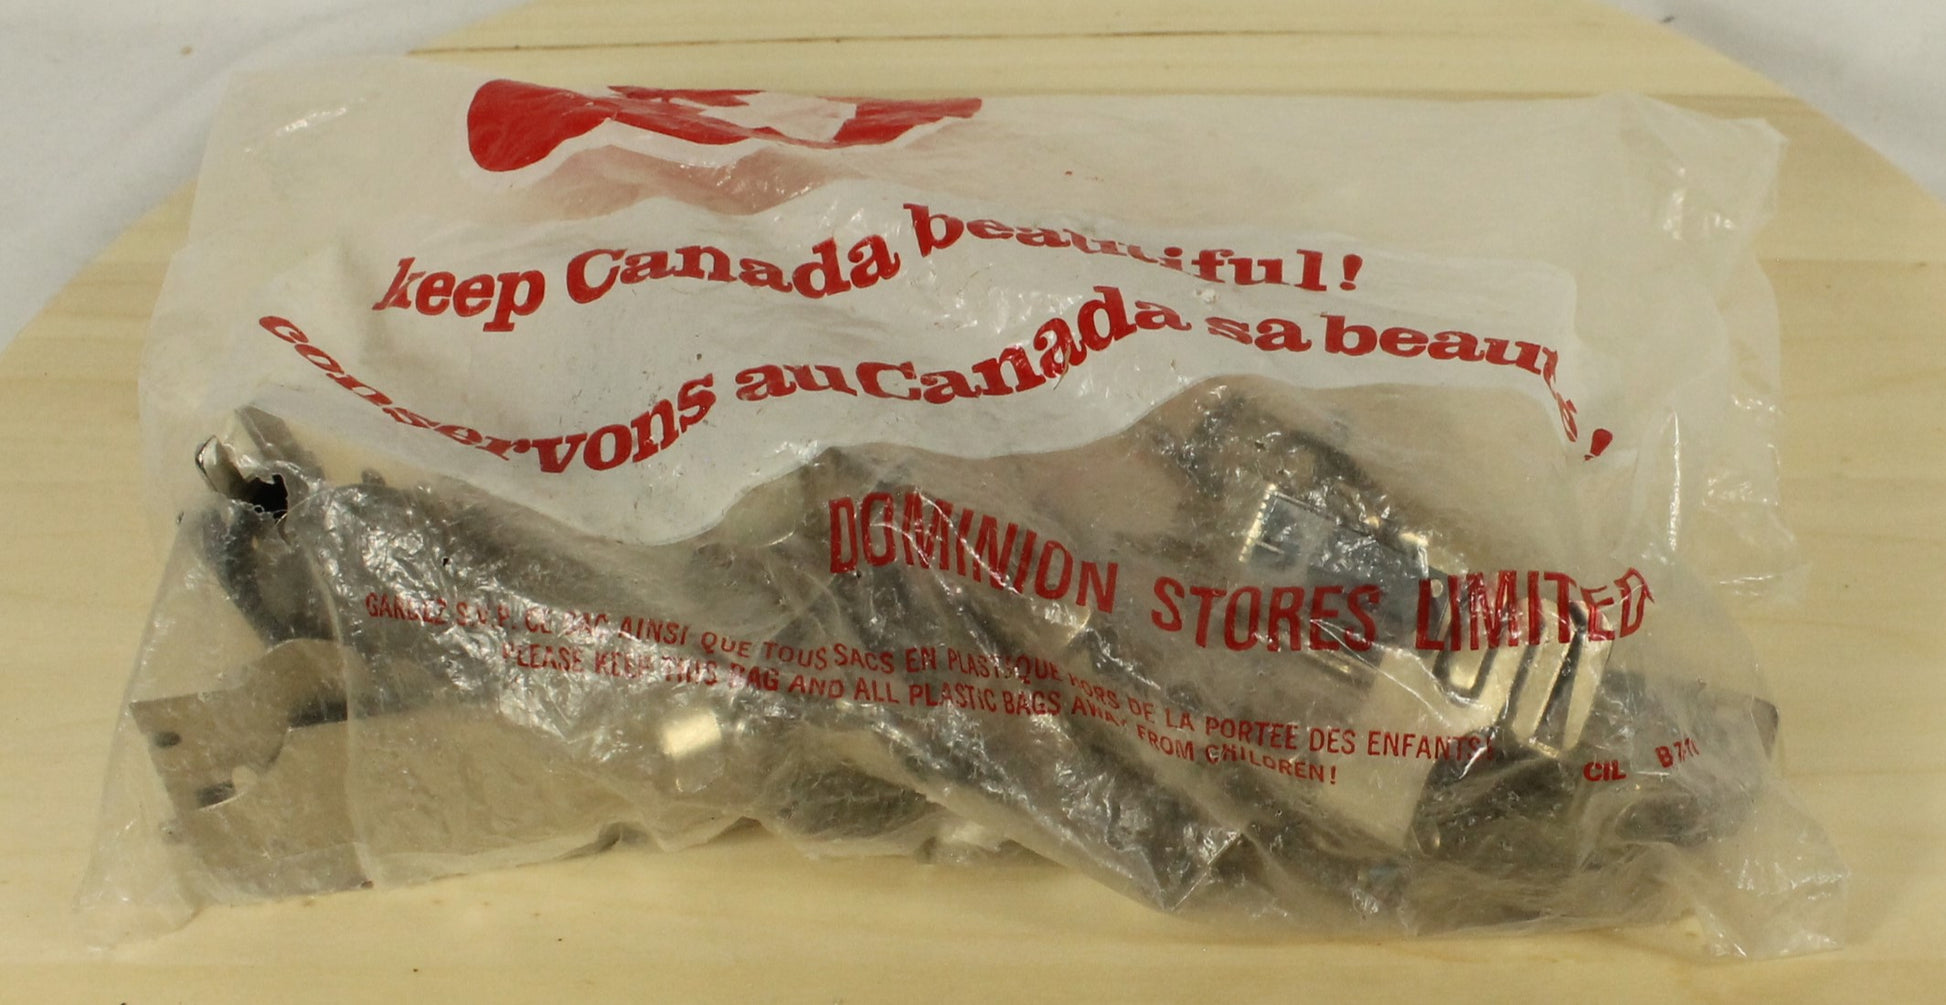 keep Canada beautiful!
conservons au Canada sa beauté!
DOMINION STORES LIMITED
GARDEZ S.V.P. CE SAC AINSI QUE TOUS SACS EN PLASTIQUE HORS DE LA PORTEE DES ENFANTS!
PLEASE KEEP THIS BAG AND ALL PLASTIC BAGS AWAY FROM CHILDREN!
CIL